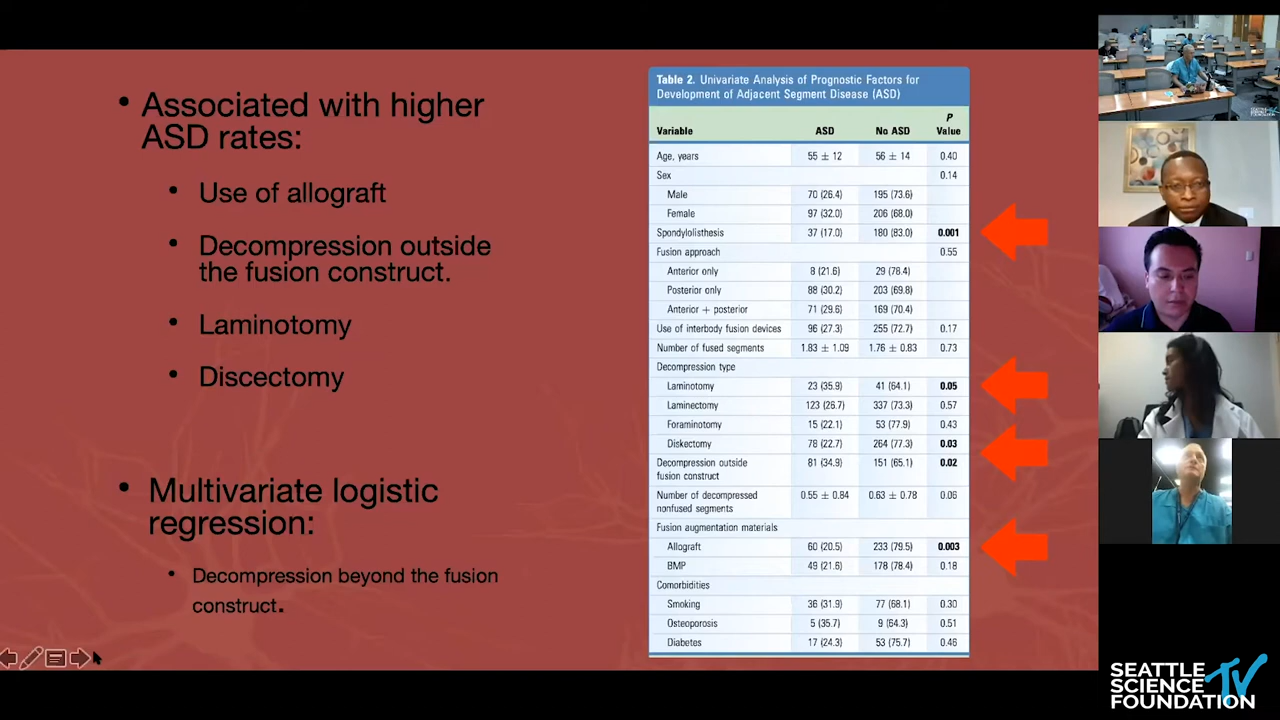 • Associated with higher
ASD rates:
• Use of allograft
• Decompression outside
the fusion construct.
• Laminotomy
• Discectomy
• Multivariate logistic
regression:
• Decompression beyond the fusion
construct.
Table 2. Univariate Analysis of Prognostic Factors for
Development of Adjacent Segment Disease (ASD)
Variable ASD No ASD P Value
Age, years 55 ± 12 56 ± 14 0.40
Sex 0.14
Male 70 (26.4) 195 (73.6)
Female 97 (32.0) 206 (68.0)
Spondylolisthesis 37 (17.0) 180 (83.0) 0.001
Fusion approach 0.55
Anterior only 8 (21.6) 29 (78.4)
Posterior only 88 (30.2) 203 (69.8)
Anterior + posterior 71 (29.6) 169 (70.4)
Use of interbody fusion devices 96 (27.3) 255 (72.7) 0.17
Number of fused segments 1.83 ± 1.09 1.76 ± 0.83 0.73
Decompression type
Laminotomy 23 (35.9) 41 (64.1) 0.05
Laminectomy 123 (26.7) 337 (73.3) 0.57
Foraminotomy 15 (22.1) 53 (77.9) 0.43
Diskectomy 78 (22.7) 264 (77.3) 0.03
Decompression outside 81 (34.9) 151 (65.1) 0.02
fusion construct
Number of decompressed 0.55 ± 0.84 0.63 ± 0.78 0.06
nonfused segments
Fusion augmentation materials
Allograft 60 (20.5) 233 (79.5) 0.003
BMP 49 (21.6) 178 (78.4) 0.18
Comorbidities
Smoking 36 (31.9) 77 (68.1) 0.30
Osteoporosis 5 (35.7) 9 (64.3) 0.51
Diabetes 17 (24.3) 53 (75.7) 0.46
SEATTLE
SCIENCE
FOUNDATION
SEATTLE
SCIENCE TV
FOUNDATION